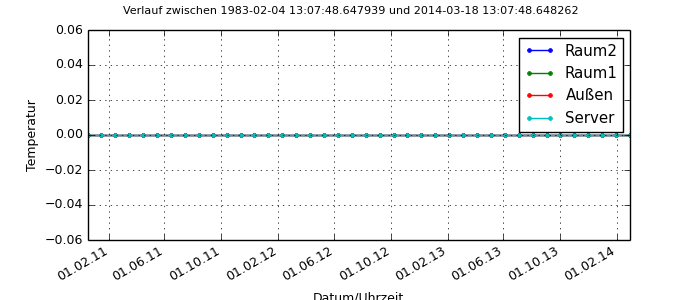 Verlauf zwischen 1983-02-04 13:07:48.647939 und 2014-03-18 13:07:48.648262
0.06
0.04
0.02
0.00
−0.02
−0.04
−0.06
Temperatur
Raum2
Raum1
Außen
Server
01.02.11
01.06.11
01.10.11
01.02.12
01.06.12
01.10.12
01.02.13
01.06.13
01.10.13
01.02.14
Datum/Uhrzeit